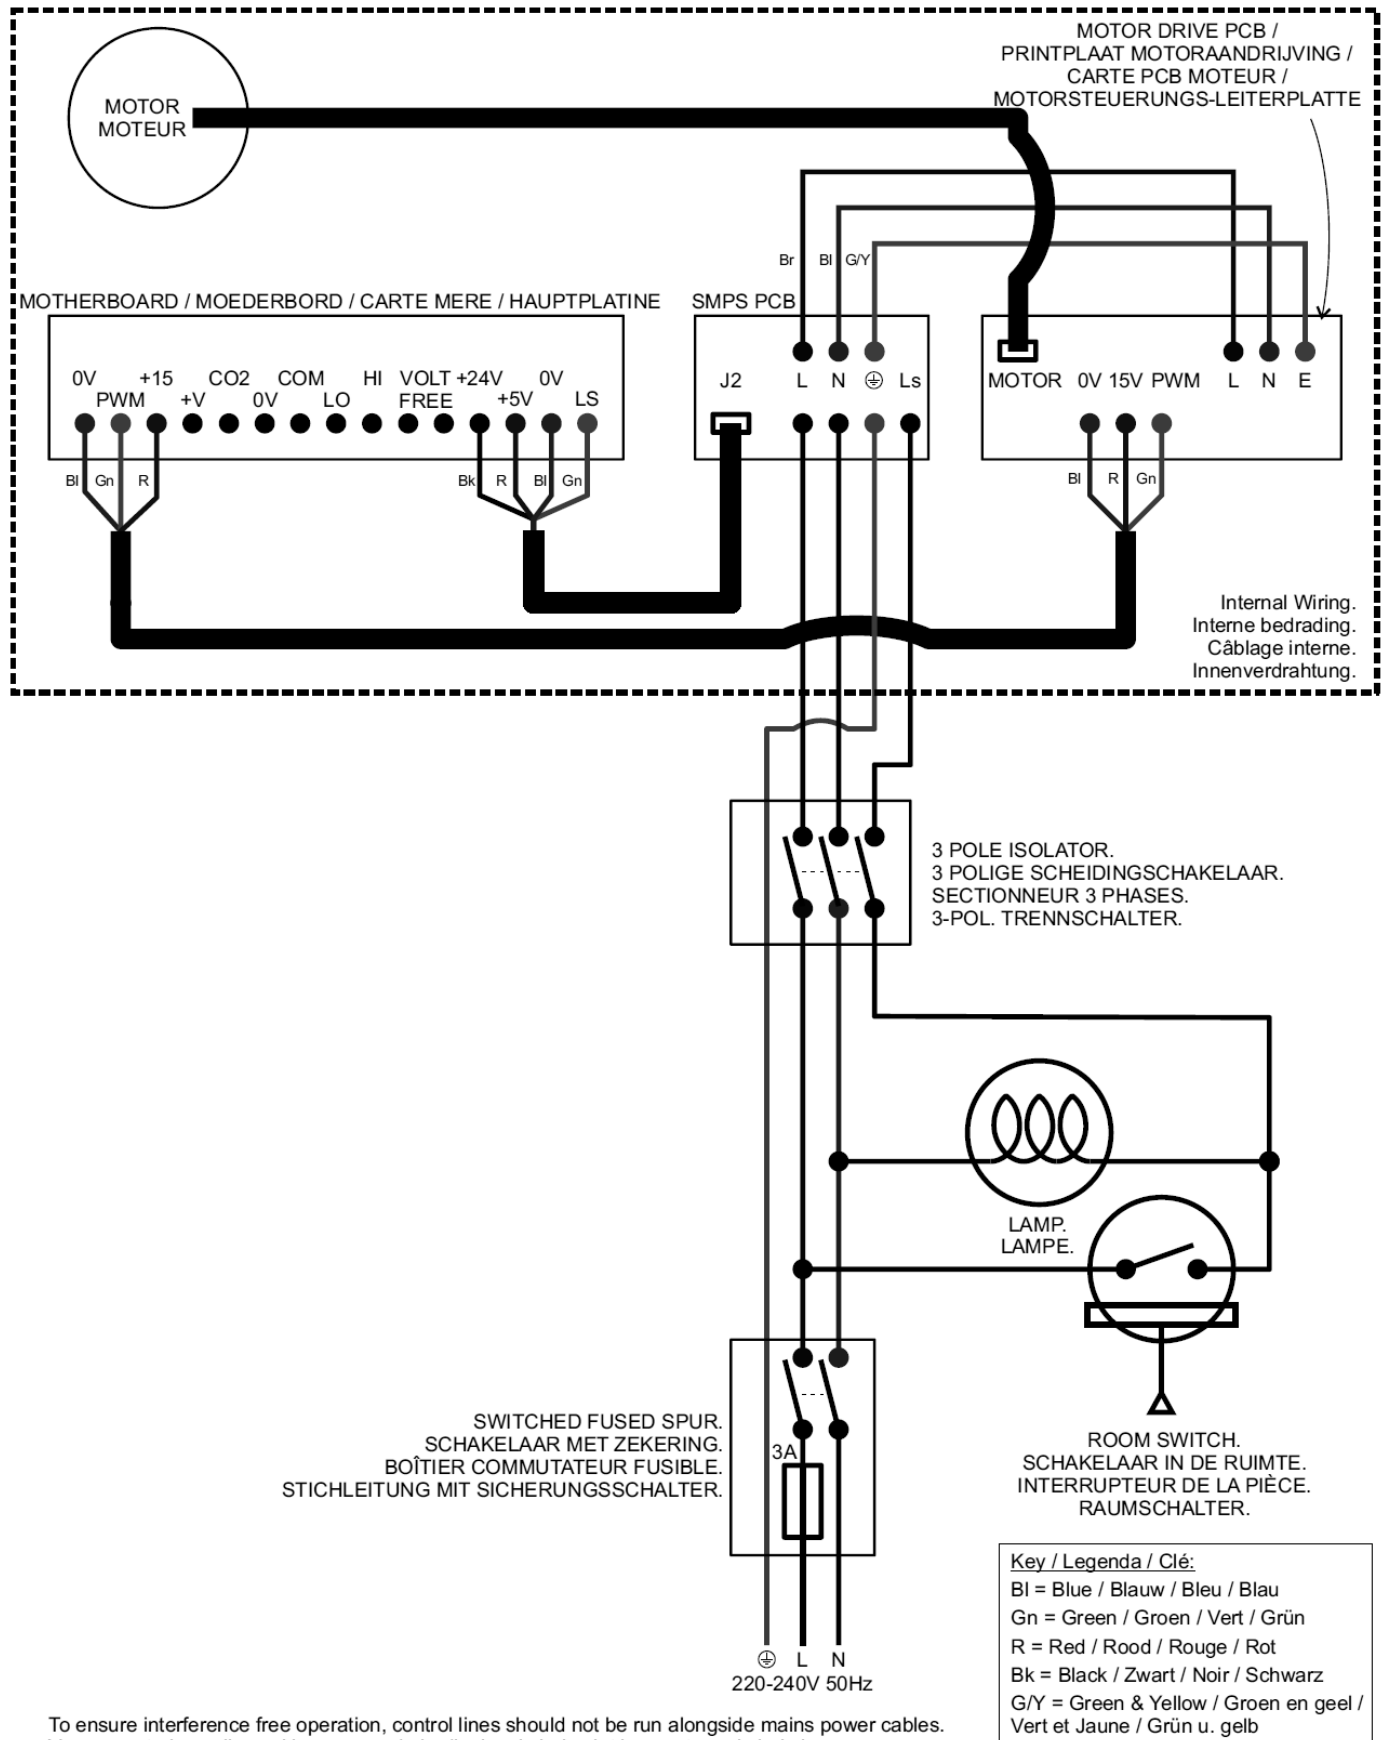 MOTOR DRIVE PCB /
PRINTPLAAT MOTORAANDRIJVING /
CARTE PCB MOTEUR /
MOTORSTEUERUNGS-LEITERPLATTE
MOTOR
MOTEUR
Br
Bl
G/Y
MOTHERBOARD / MOEDERBORD / CARTE MERE / HAUPTPLATINE
0V
PWM
+15
+V
CO2
0V
COM
LO
HI
VOLT
FREE
+24V
+5V
0V
LS
Bl
Gn
R
Bk
R
Bl
Gn
SMPS PCB
J2
L
N
Ls
MOTOR
0V
15V
PWM
L
N
E
Bl
R
Gn
Internal Wiring.
Interne bedrading.
Câblage interne.
Innenverdrahtung.
3 POLE ISOLATOR.
3 POLIGE SCHEIDINGSCHAKELAAR.
SECTIONNEUR 3 PHASES.
3-POL. TRENNSCHALTER.
LAMP.
LAMPE.
SWITCHED FUSED SPUR.
SCHAKELAAR MET ZEKERING.
BOÎTIER COMMUTATEUR FUSIBLE.
STICHLEITUNG MIT SICHERUNGSSCHALTER.
3A
ROOM SWITCH.
SCHAKELAAR IN DE RUIMTE.
INTERRUPTEUR DE LA PIÈCE.
RAUMSCHALTER.
L
N
220-240V 50Hz
Key / Legenda / Clé:
Bl = Blue / Blauw / Bleu / Blau
Gn = Green / Groen / Vert / Grün
R = Red / Rood / Rouge / Rot
Bk = Black / Zwart / Noir / Schwarz
G/Y = Green & Yellow / Groen en geel /
Vert et Jaune / Grün u. gelb
To ensure interference free operation, control lines should not be run alongside mains power cables.